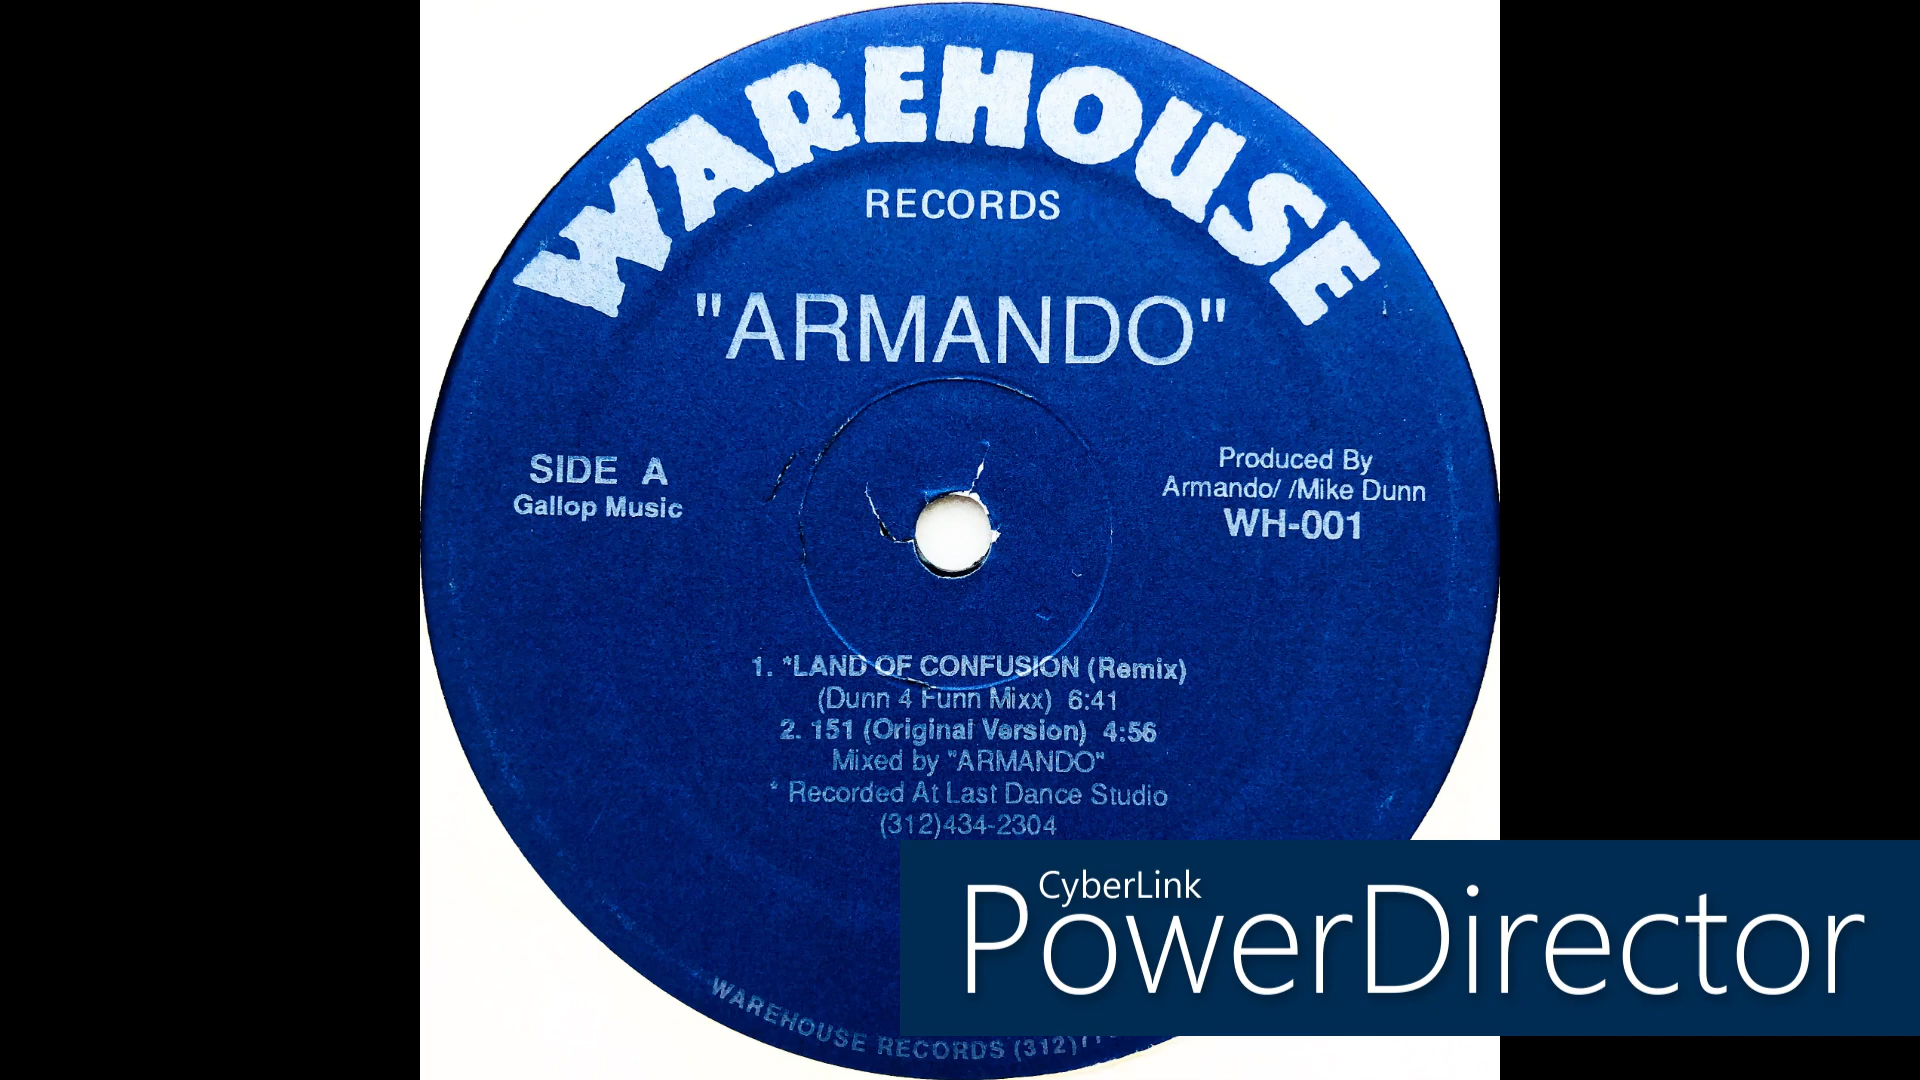 WAREHOUSE
RECORDS
"ARMANDO"
SIDE A
Gallop Music
Produced By
Armando/ /Mike Dunn
WH-001
1. *LAND OF CONFUSION (Remix)
(Dunn 4 Funn Mixx) 6:41
2. 151 (Original Version) 4:56
Mixed by "ARMANDO"
* Recorded At Last Dance Studio
(312)434-2304
CyberLink
PowerDirector
WAREHOUSE RECORDS (312)